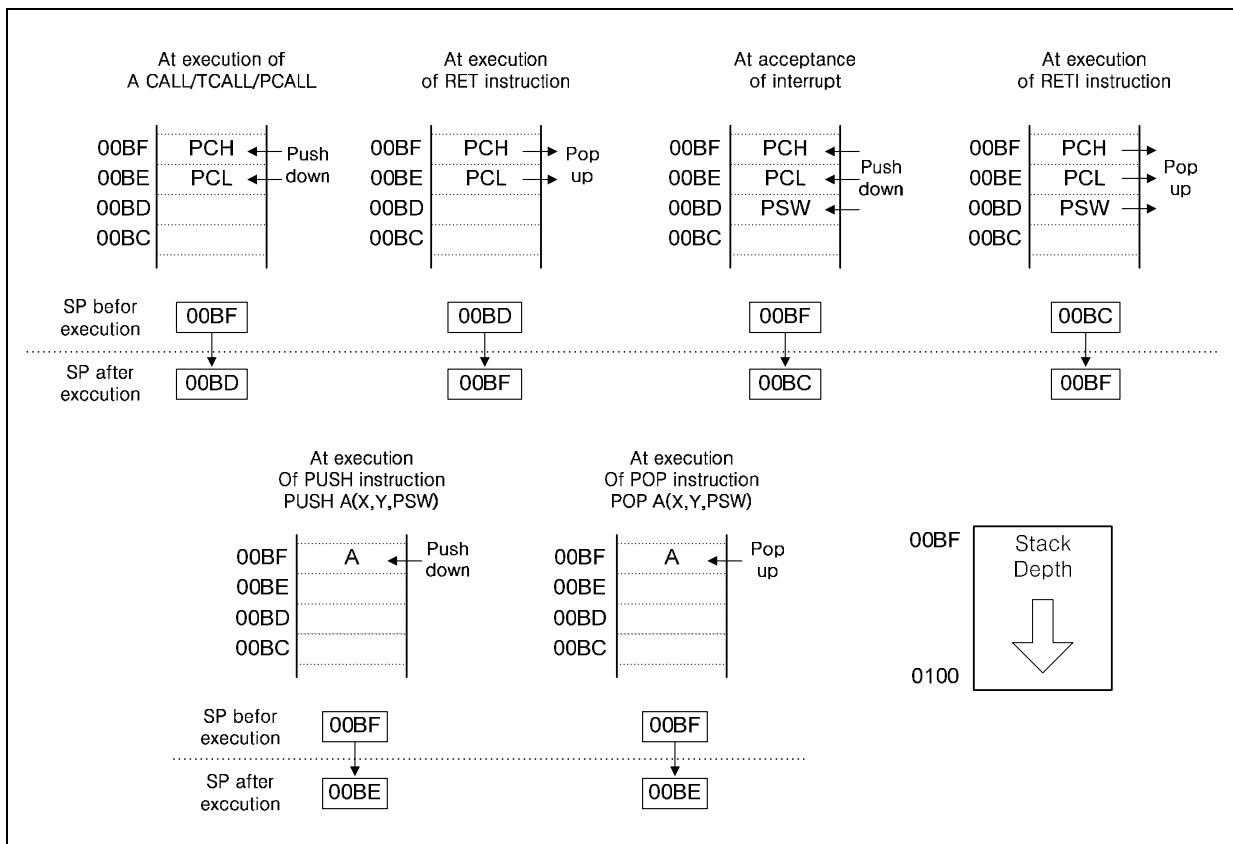 At execution of
A CALL/TCALL/PCALL
00BF PCH Push
00BE PCL down
00BD
00BC
At execution
of RET instruction
00BF PCH Pop
00BE PCL up
00BD
00BC
At acceptance
of interrupt
00BF PCH Push
00BE PCL down
00BD PSW
00BC
At execution
of RETI instruction
00BF PCH Pop
00BE PCL up
00BD PSW
00BC
SP befor
execution
00BF 00BD 00BF 00BC
SP after
exccution
00BD 00BF 00BC 00BF
At execution
Of PUSH instruction
PUSH A(X,Y,PSW)
00BF A Push
down
00BE
00BD
00BC
At execution
Of POP instruction
POP A(X,Y,PSW)
00BF A Pop
up
00BE
00BD
00BC
SP befor
execution
00BF 00BF
SP after
exccution
00BE 00BE
00BF Stack
Depth
0100